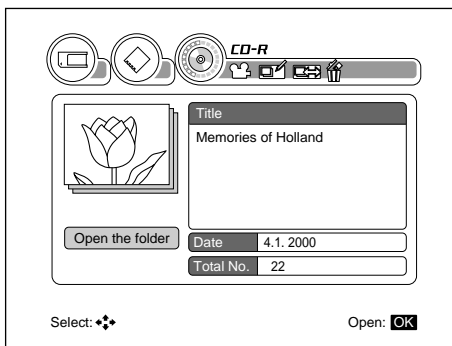 CD-R
Title
Memories of Holland
Open the folder
Date 4.1. 2000
Total No. 22
Select: Open: OK